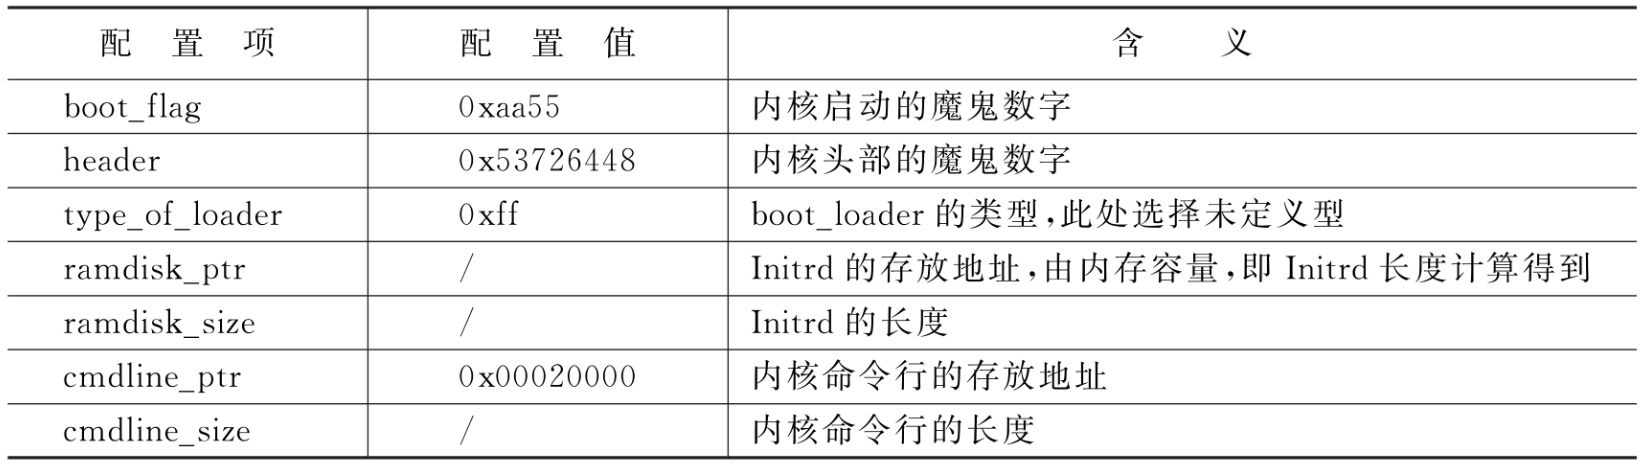 配置项 配置值 含义
boot_flag 0xaa55 内核启动的魔鬼数字
header 0x53726448 内核头部的魔鬼数字
type_of_loader 0xff boot_loader 的类型,此处选择未定义型
ramdisk_ptr / Initrd 的存放地址,由内存容量,即 Initrd 长度计算得到
ramdisk_size / Initrd 的长度
cmdline_ptr 0x00020000 内核命令行的存放地址
cmdline_size / 内核命令行的长度